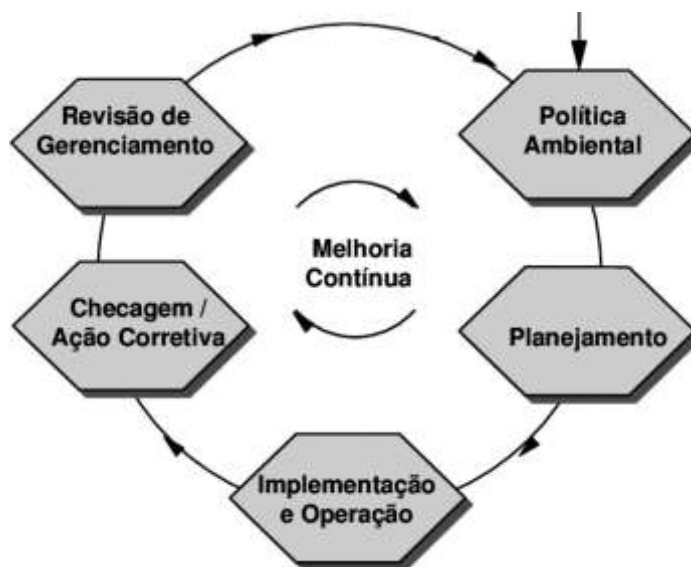 Revisão de
Gerenciamento
Política
Ambiental
Melhoria
Contínua
Checagem /
Ação Corretiva
Planejamento
Implementação
e Operação